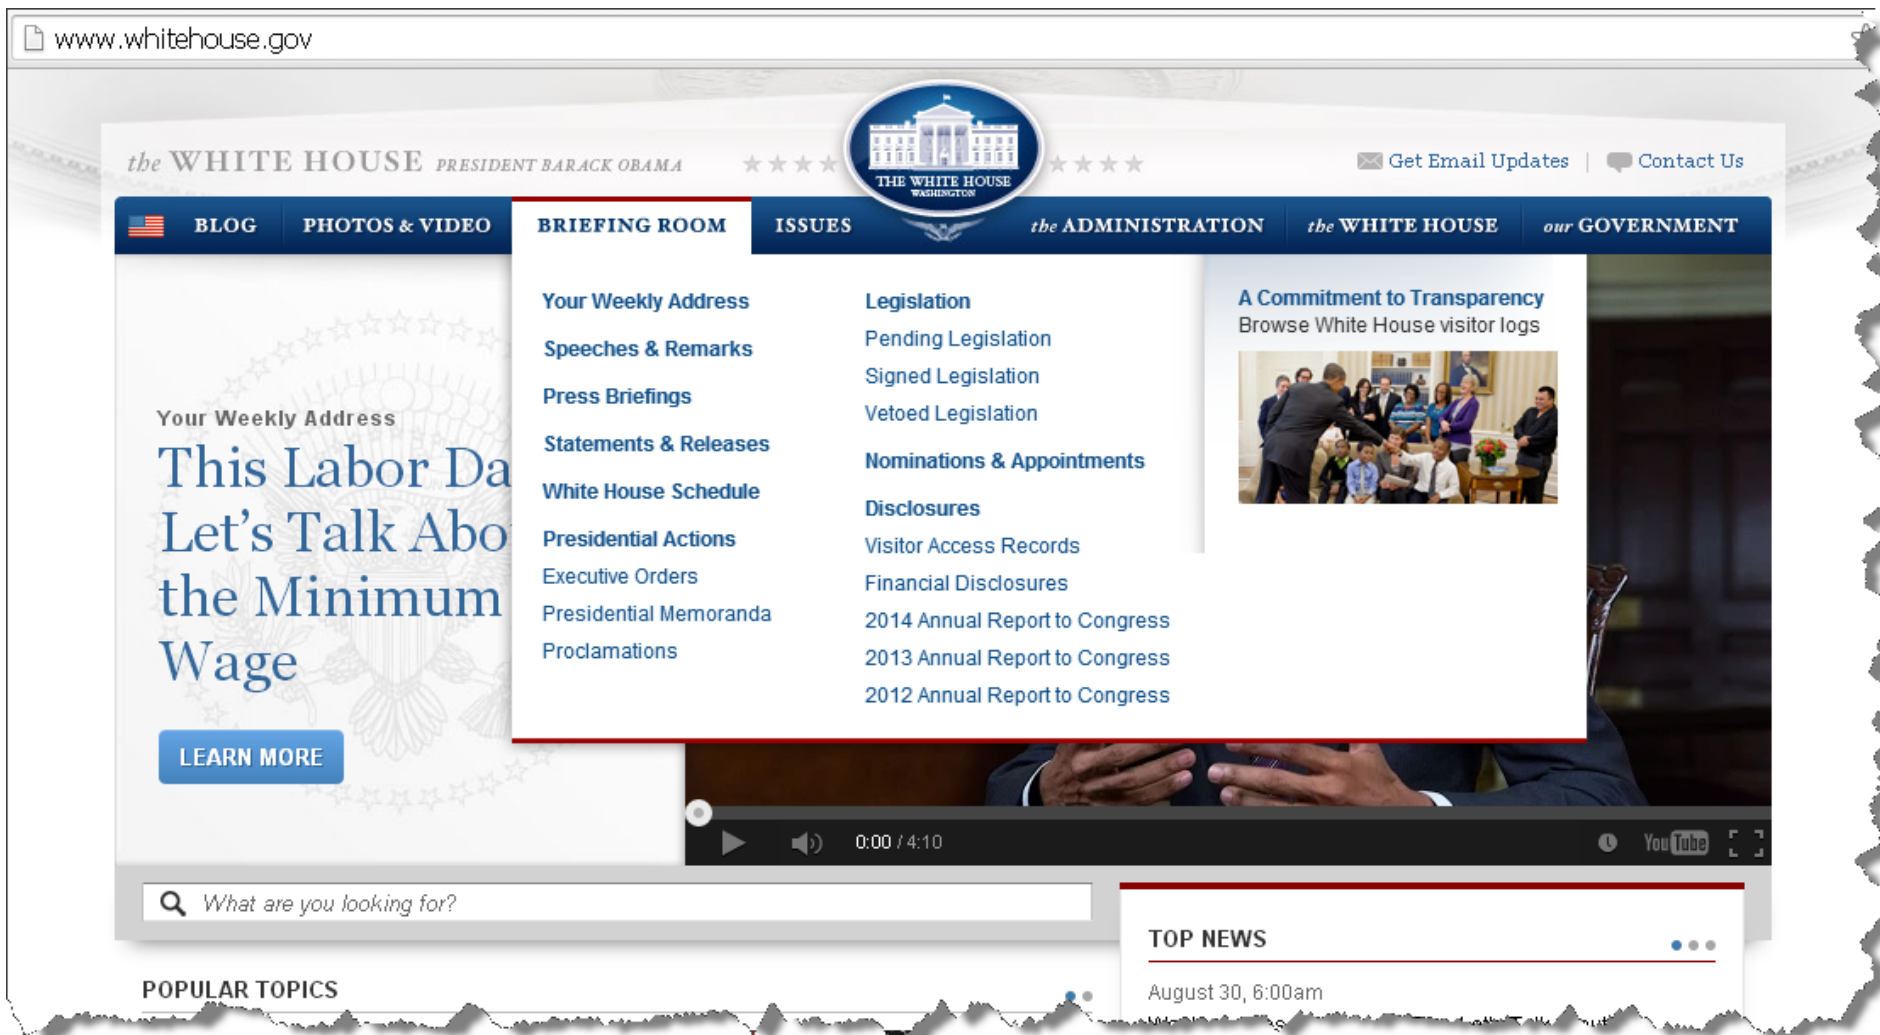 www.whitehouse.gov
the WHITE HOUSE PRESIDENT BARACK OBAMA
THE WHITE HOUSE
WASHINGTON
Get Email Updates | Contact Us
BLOG PHOTOS & VIDEO BRIEFING ROOM ISSUES the ADMINISTRATION the WHITE HOUSE our GOVERNMENT
Your Weekly Address
This Labor Da
Let's Talk Abo
the Minimum
Wage
LEARN MORE
Your Weekly Address
Speeches & Remarks
Press Briefings
Statements & Releases
White House Schedule
Presidential Actions
Executive Orders
Presidential Memoranda
Proclamations
Legislation
Pending Legislation
Signed Legislation
Vetoed Legislation
Nominations & Appointments
Disclosures
Visitor Access Records
Financial Disclosures
2014 Annual Report to Congress
2013 Annual Report to Congress
2012 Annual Report to Congress
A Commitment to Transparency
Browse White House visitor logs
0:00 / 4:10
YouTube
What are you looking for?
POPULAR TOPICS
TOP NEWS
August 30, 6:00am